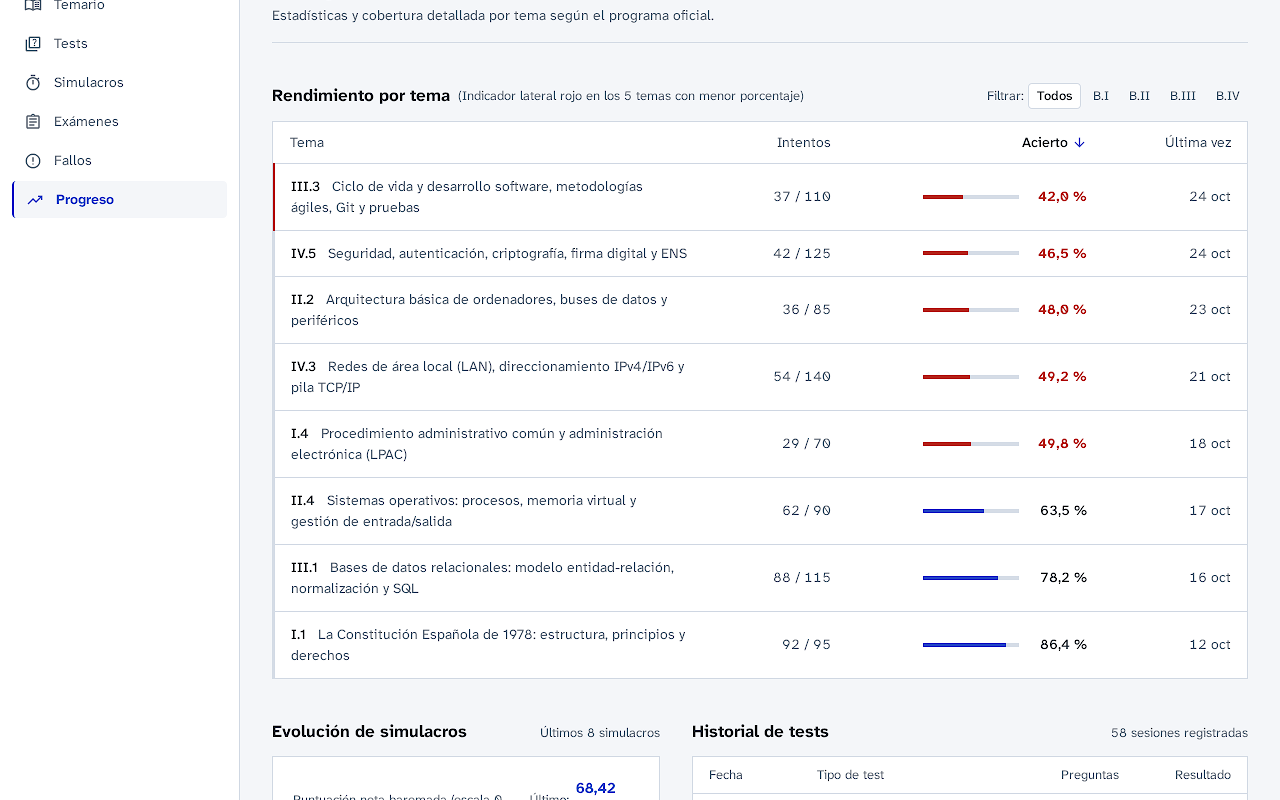 Temario
Tests
Simulacros
Exámenes
Fallos
Progreso
Estadísticas y cobertura detallada por tema según el programa oficial.
Rendimiento por tema (Indicador lateral rojo en los 5 temas con menor porcentaje) Filtrar: Todos B.I B.II B.III B.IV
Tema Intentos Acierto ↓ Última vez
III.3 Ciclo de vida y desarrollo software, metodologías
ágiles, Git y pruebas
37 / 110 42,0 % 24 oct
IV.5 Seguridad, autenticación, criptografía, firma digital y ENS 42 / 125 46,5 % 24 oct
II.2 Arquitectura básica de ordenadores, buses de datos y
periféricos
36 / 85 48,0 % 23 oct
IV.3 Redes de área local (LAN), direccionamiento IPv4/IPv6 y
pila TCP/IP
54 / 140 49,2 % 21 oct
I.4 Procedimiento administrativo común y administración
electrónica (LPAC)
29 / 70 49,8 % 18 oct
II.4 Sistemas operativos: procesos, memoria virtual y
gestión de entrada/salida
62 / 90 63,5 % 17 oct
III.1 Bases de datos relacionales: modelo entidad-relación,
normalización y SQL
88 / 115 78,2 % 16 oct
I.1 La Constitución Española de 1978: estructura, principios y
derechos
92 / 95 86,4 % 12 oct
Evolución de simulacros Últimos 8 simulacros
68,42
Puntuación nota baremada (escala 0 Último:
Historial de tests 58 sesiones registradas
Fecha Tipo de test Preguntas Resultado